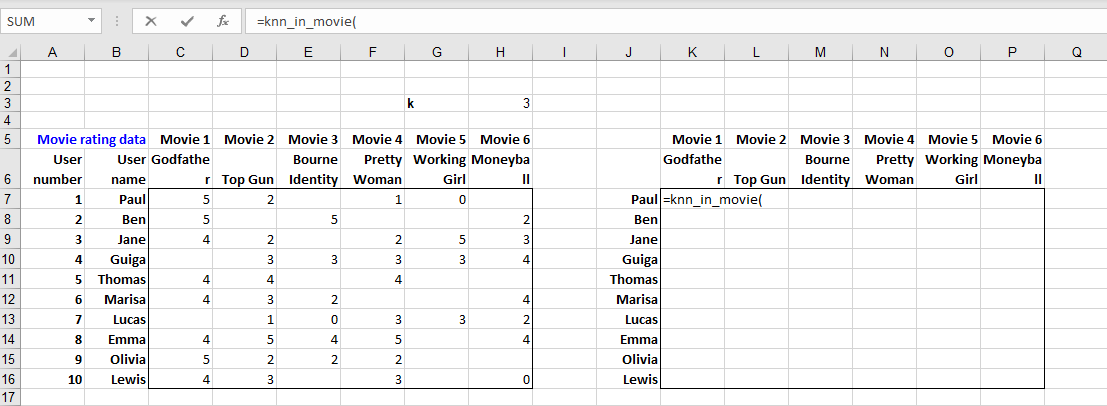 SUM =knn_in_movie(
A B C D E F G H I J K L M N O P Q
1
2
3 k 3
4
5 Movie rating data Movie 1 Movie 2 Movie 3 Movie 4 Movie 5 Movie 6 Movie 1 Movie 2 Movie 3 Movie 4 Movie 5 Movie 6
User User Godfathe Bourne Pretty Working Moneyba Godfathe Bourne Pretty Working Moneyba
6 number name r Top Gun Identity Woman Girl ll r Top Gun Identity Woman Girl ll
7 1 Paul 5 2 1 0 Paul =knn_in_movie(
8 2 Ben 5 5 2 Ben
9 3 Jane 4 2 2 5 3 Jane
10 4 Guiga 3 3 3 3 4 Guiga
11 5 Thomas 4 4 4 Thomas
12 6 Marisa 4 3 2 4 Marisa
13 7 Lucas 1 0 3 3 2 Lucas
14 8 Emma 4 5 4 5 4 Emma
15 9 Olivia 5 2 2 2 Olivia
16 10 Lewis 4 3 3 0 Lewis
17